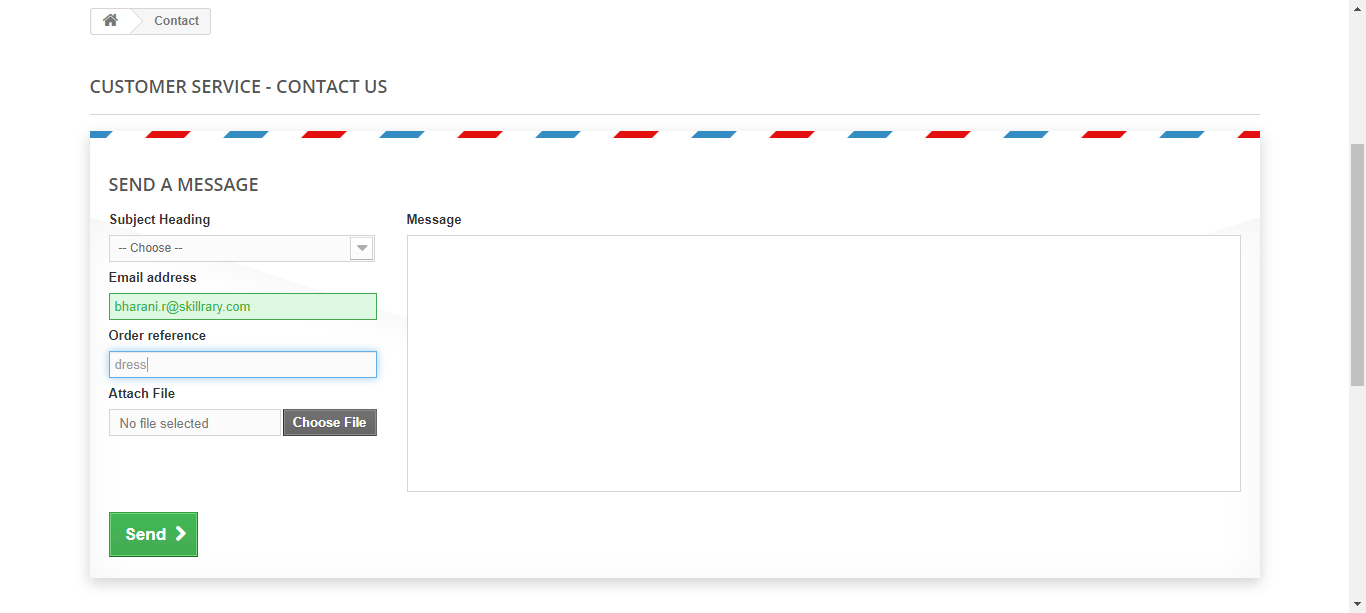 Contact
CUSTOMER SERVICE - CONTACT US
SEND A MESSAGE
Subject Heading
-- Choose --
Email address
bharani.r@skillrary.com
Order reference
dress
Attach File
No file selected
Choose File
Send
Message